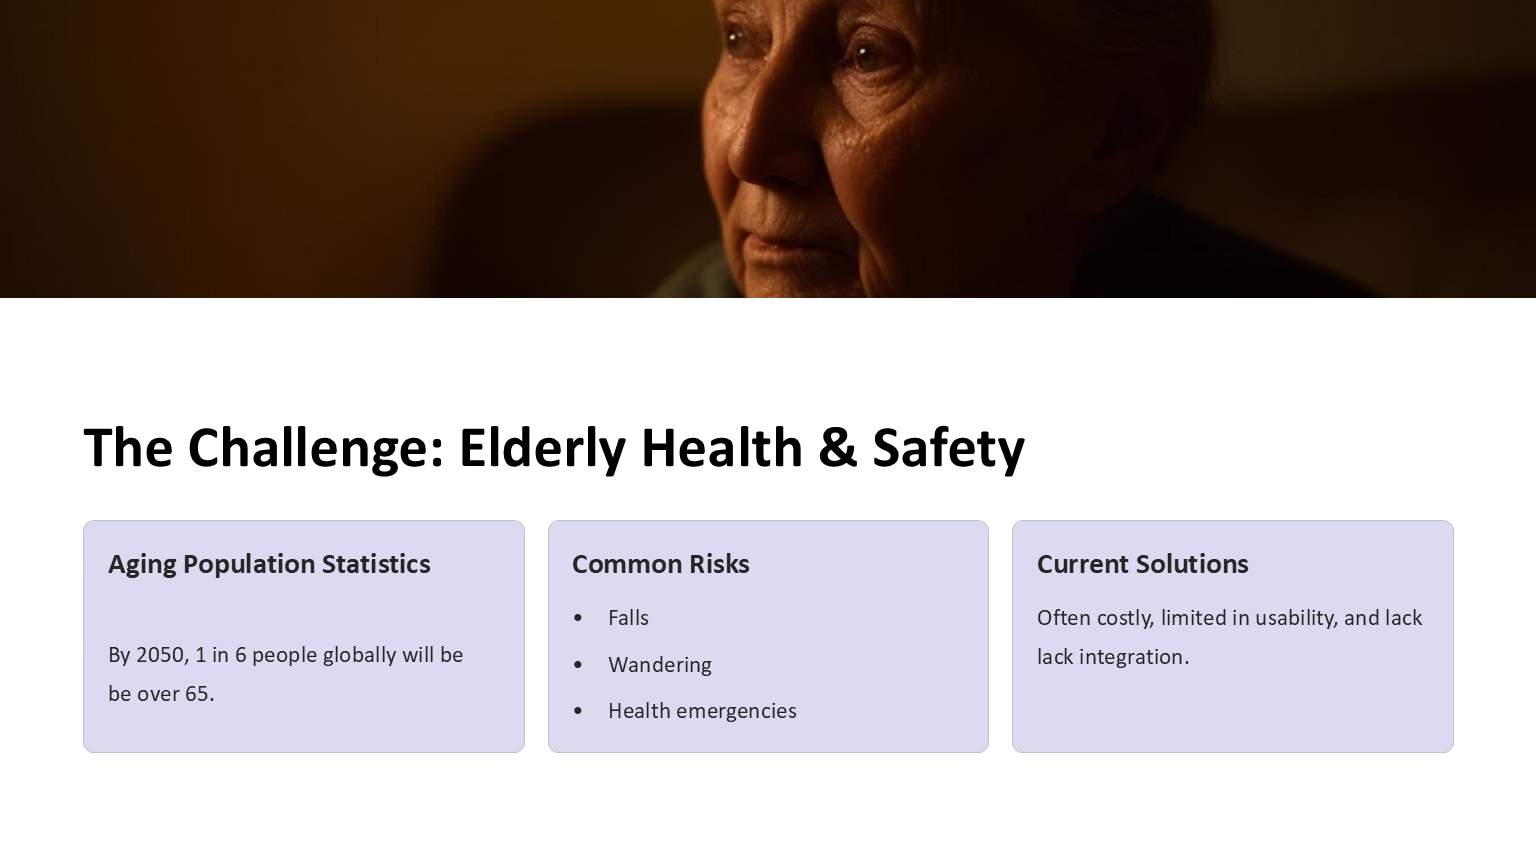 The Challenge: Elderly Health & Safety
Aging Population Statistics
By 2050, 1 in 6 people globally will be
be over 65.
Common Risks
• Falls
• Wandering
• Health emergencies
Current Solutions
Often costly, limited in usability, and lack
lack integration.